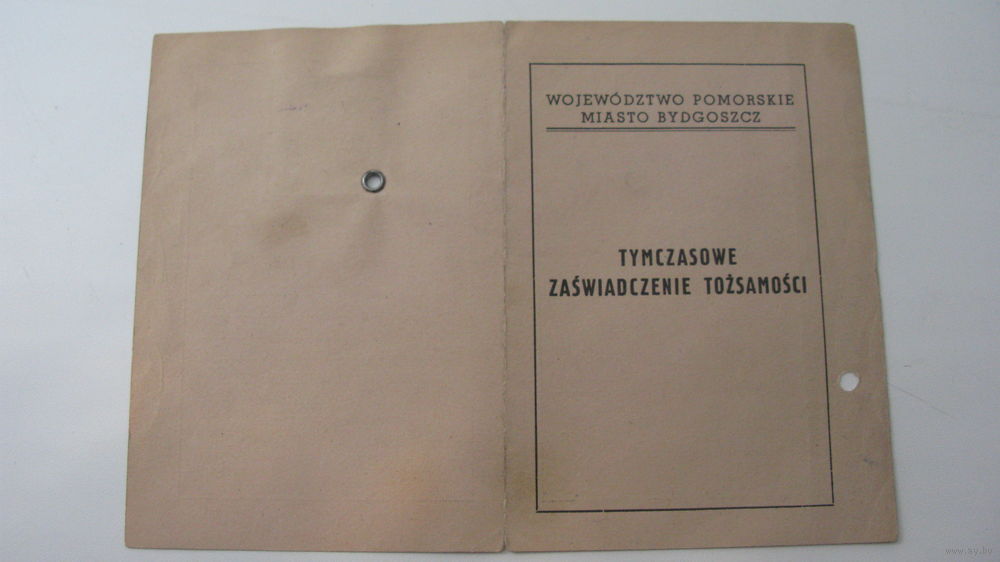 WOJEWÓDZTWO POMORSKIE
MIASTO BYDGOSZCZ
TYMCZASOWE
ZAŚWIADCZENIE TOŻSAMOŚCI
www.ay.by